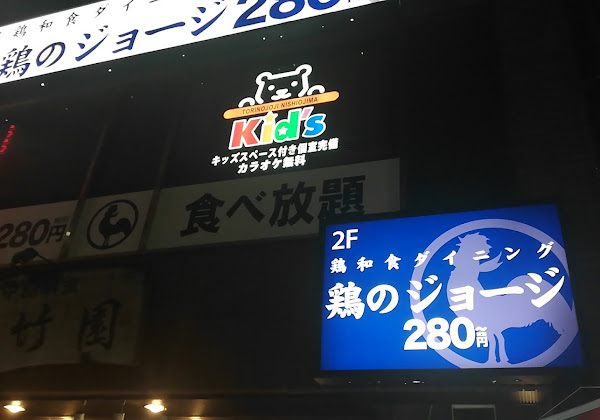 鶏和食ダイニング
鶏のジョージ 280
TORINOJOJI NISHIOJIMA
Kid's
キッズスペース付き個室完備
カラオケ無料
食べ放題
280円
竹園
2F
鶏和食ダイニング
鶏のジョージ
280円~